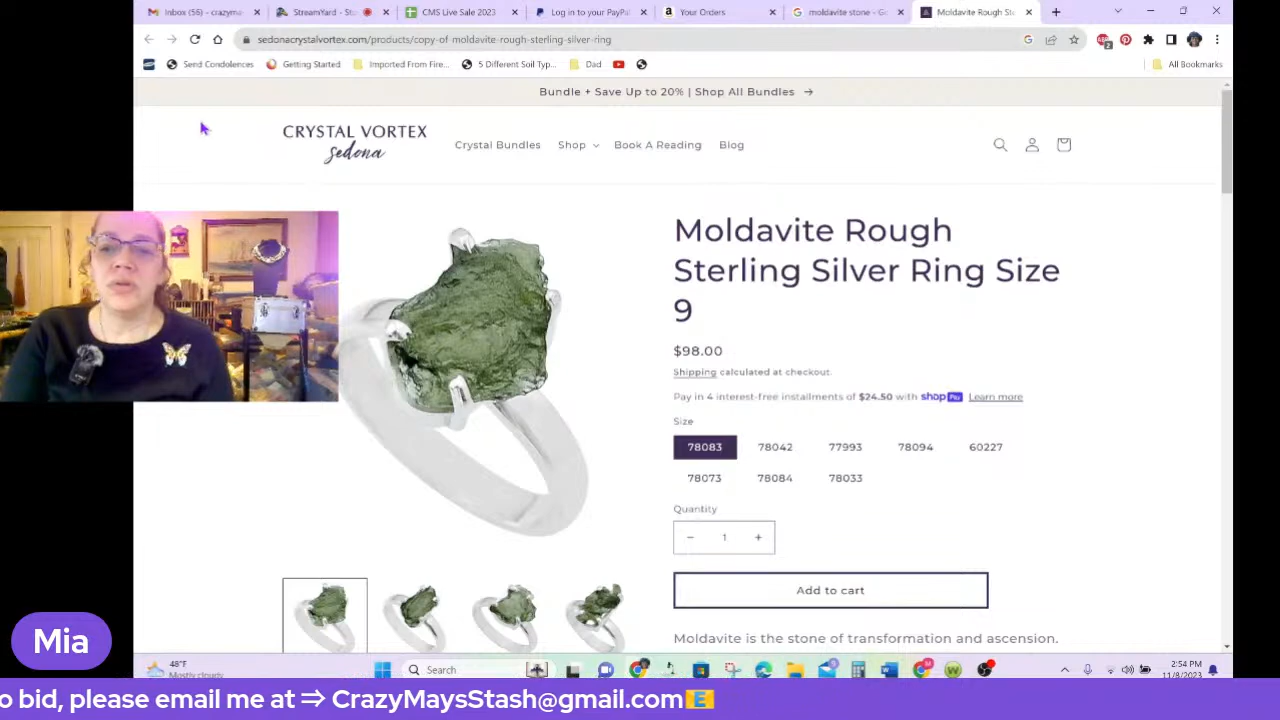 Inbox (56) - crazyma
StreamYard - Stu
CMS Live Sale 2023
Log in to your PayPal
Your Orders
moldavite stone - Go
Moldavite Rough Ste
sedonacrystalvortex.com/products/copy-of-moldavite-rough-sterling-silver-ring
Send Condolences
Getting Started
Imported From Fire...
5 Different Soil Typ...
Dad
All Bookmarks
Bundle + Save Up to 20% | Shop All Bundles →
CRYSTAL VORTEX
sedona
Crystal Bundles
Shop
Book A Reading
Blog
Moldavite Rough
Sterling Silver Ring Size
9
$98.00
Shipping calculated at checkout.
Pay in 4 interest-free installments of $24.50 with shop Pay Learn more
Size
78083 78042 77993 78094 60227
78073 78084 78033
Quantity
− 1 +
Add to cart
Moldavite is the stone of transformation and ascension.
Mia
48°F
Mostly cloudy
Search
2:54 PM
11/8/2023
o bid, please email me at ⇒ CrazyMaysStash@gmail.com